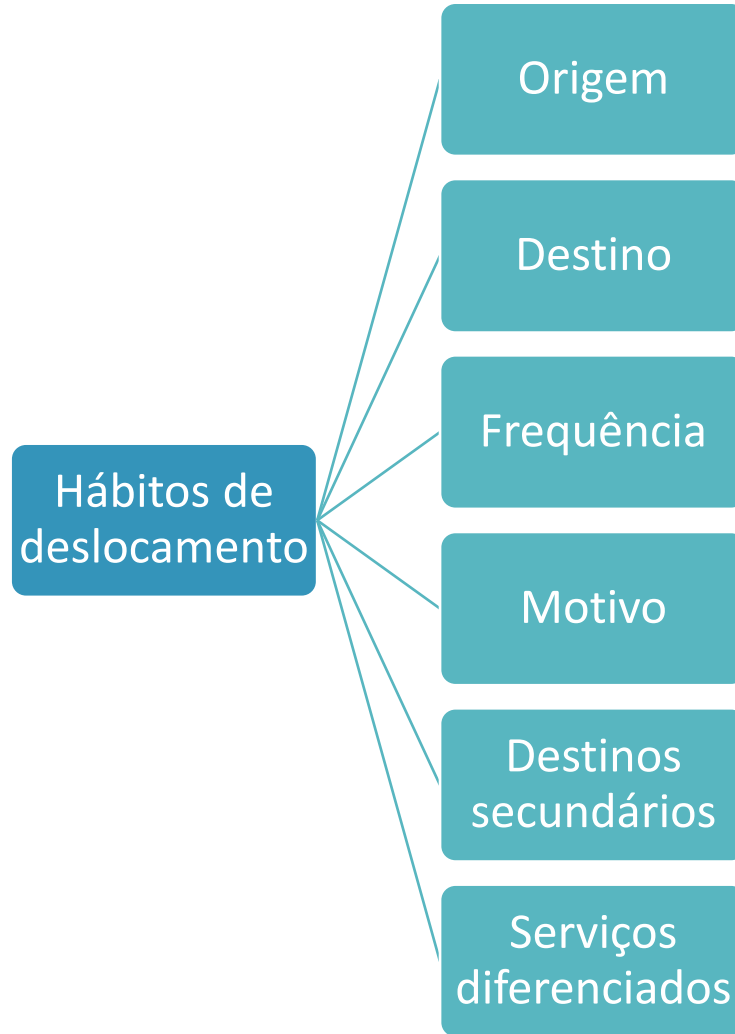 Hábitos de
deslocamento
Origem
Destino
Frequência
Motivo
Destinos
secundários
Serviços
diferenciados